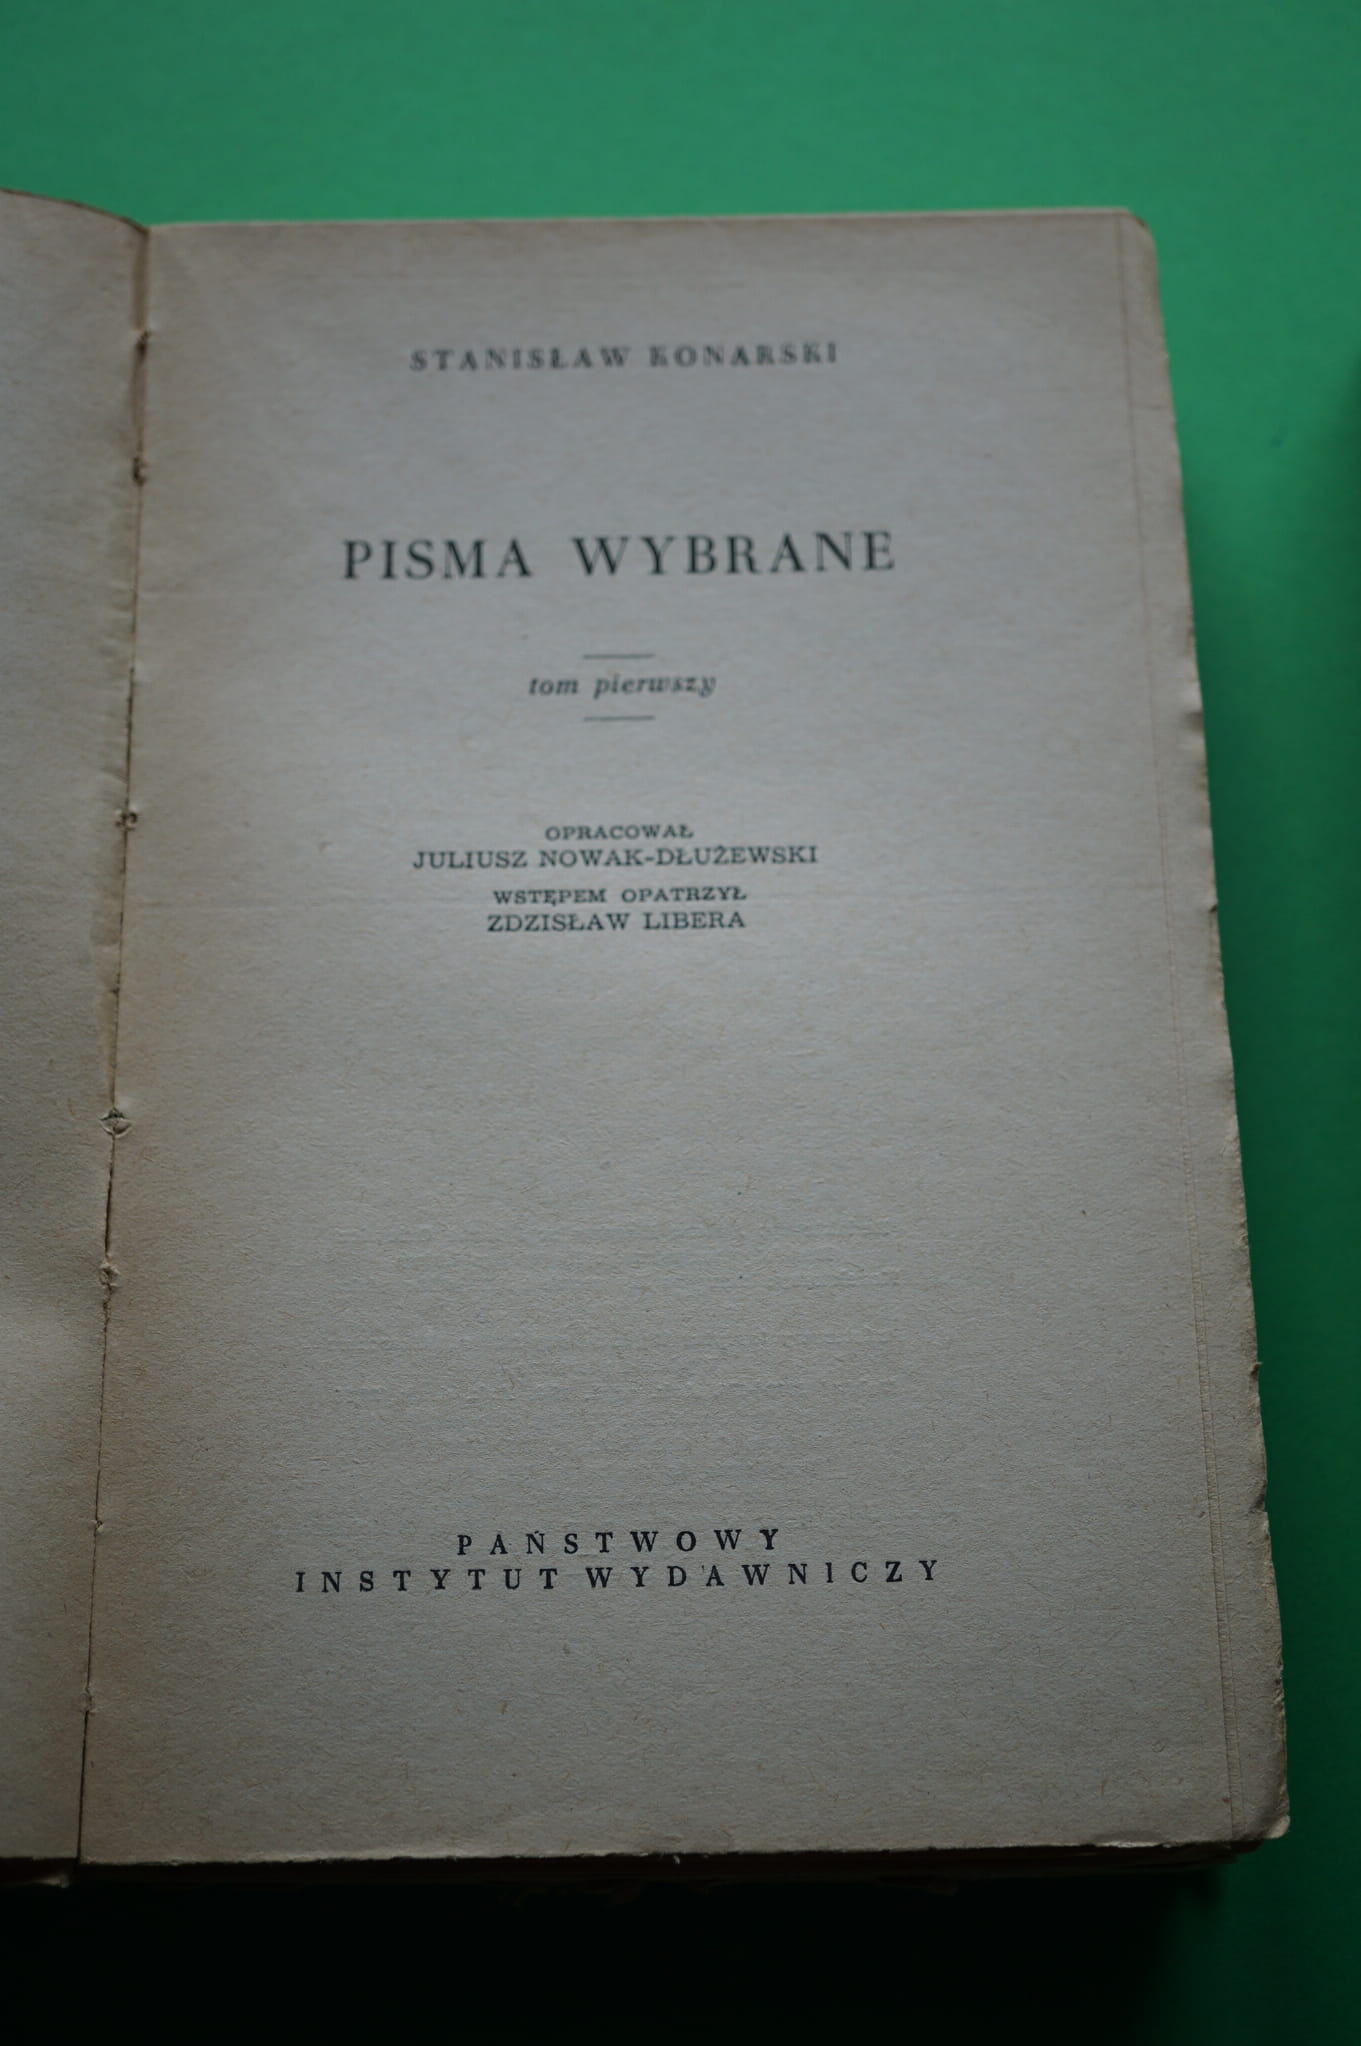 STANISŁAW KONARSKI
PISMA WYBRANE
tom pierwszy
OPRACOWAŁ
JULIUSZ NOWAK-DŁUŻEWSKI
WSTĘPEM OPATRZYŁ
ZDZISŁAW LIBERA
PAŃSTWOWY
INSTYTUT WYDAWNICZY